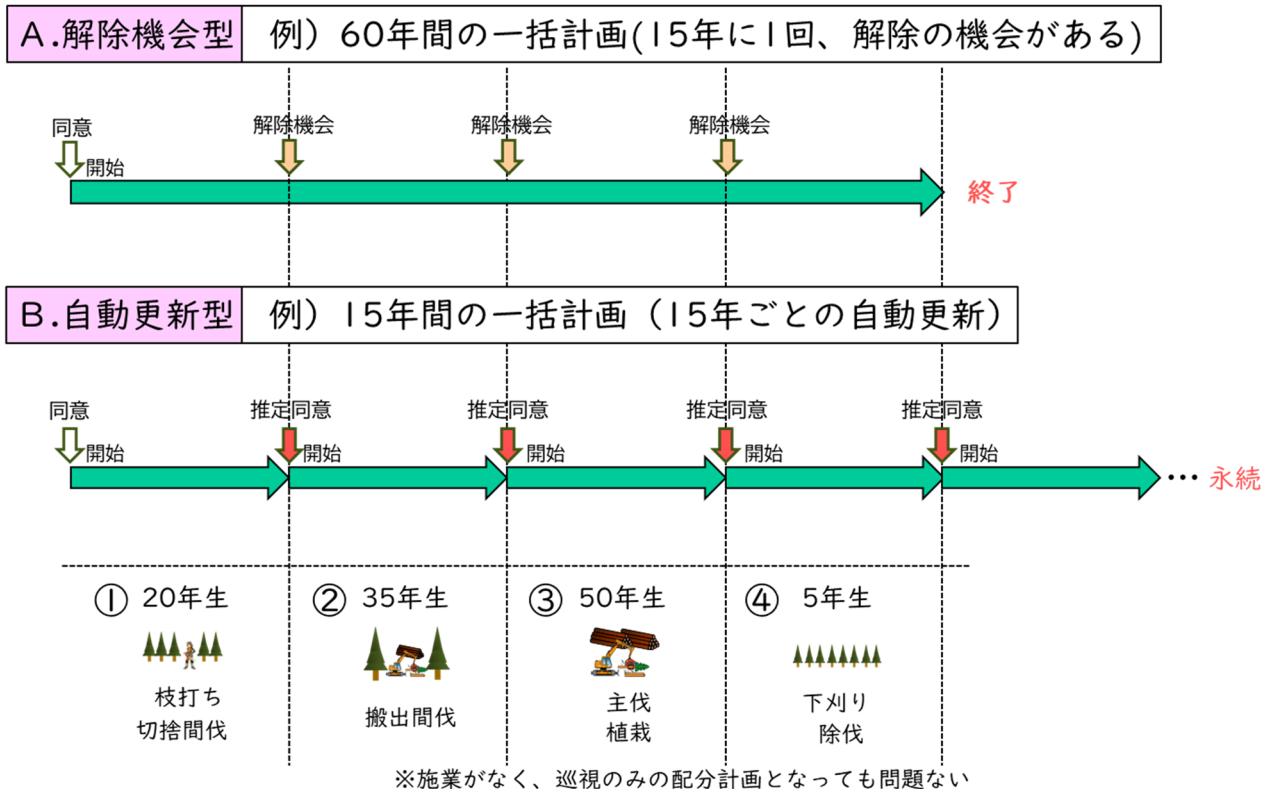 A.解除機会型 例）60年間の一括計画(15年に1回、解除の機会がある)
同意 解除機会 解除機会 解除機会
開始
終了
B.自動更新型 例）15年間の一括計画（15年ごとの自動更新）
同意 推定同意 推定同意 推定同意 推定同意
開始 開始 開始 開始 開始
… 永続
① 20年生 ② 35年生 ③ 50年生 ④ 5年生
枝打ち
切捨間伐
搬出間伐
主伐
植栽
下刈り
除伐
※施業がなく、巡視のみの配分計画となっても問題ない